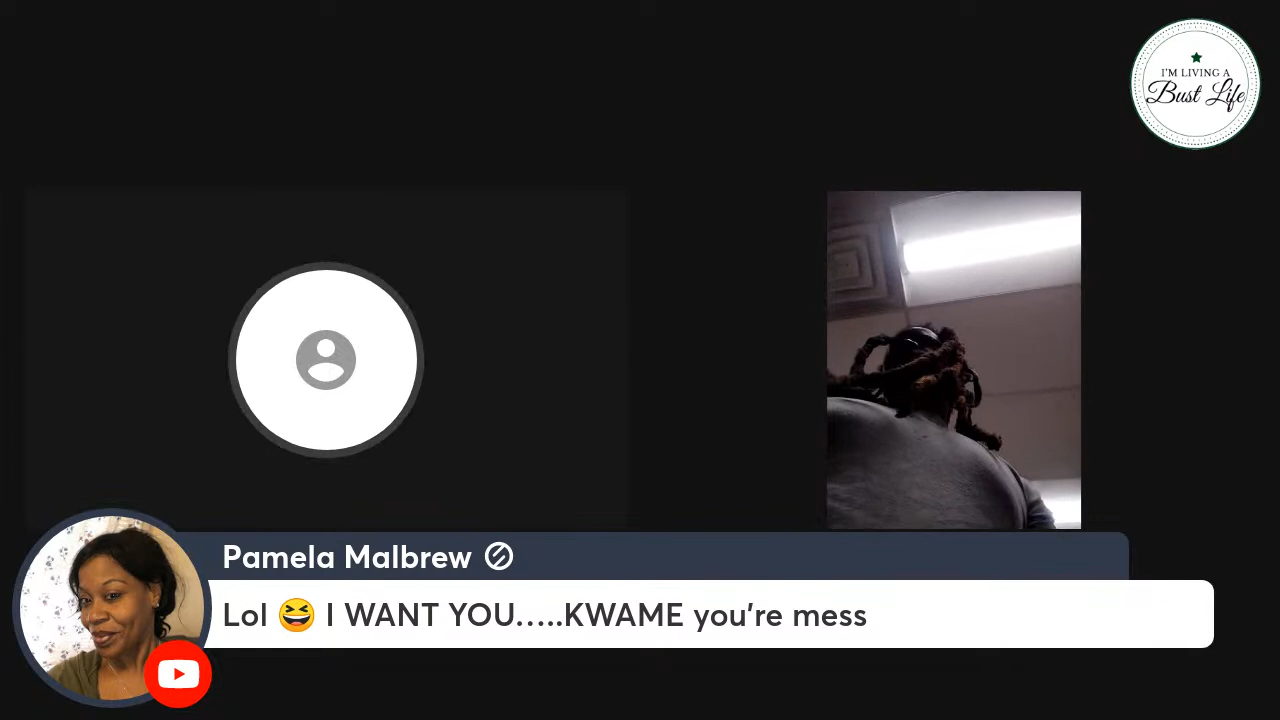 I'M LIVING A
Bust Life
Pamela Malbrew
Lol 😆 I WANT YOU.....KWAME you're mess